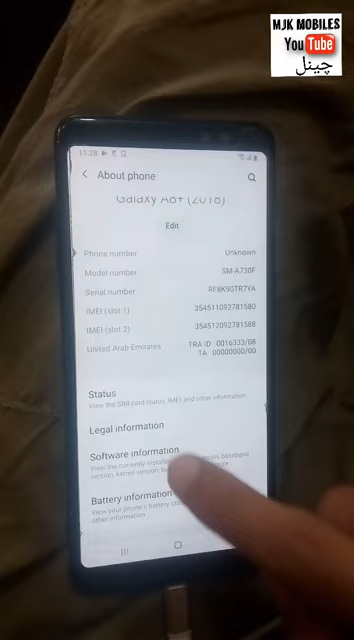 MJK MOBILES
YouTube
چینل
11:28
About phone
Galaxy A8+ (2018)
Edit
Phone number Unknown
Model number SM-A730F
Serial number RF8K90TR7YA
IMEI (slot 1) 354511092781580
IMEI (slot 2) 354512092781588
United Arab Emirates TRA ID: 0016333/08
TA: 00000000/00
Status
View the SIM card status, IMEI, and other information.
Legal information
Software information
View the currently installed baseband
version, kernel version,
Battery information
View your phone's battery
other information.